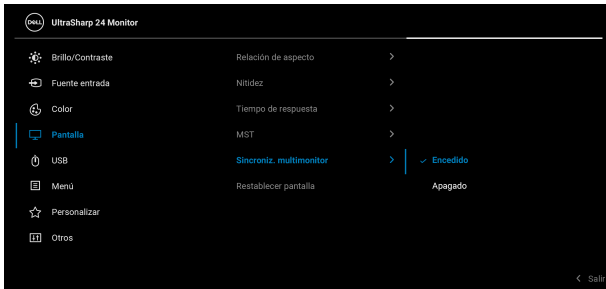 DELL UltraSharp 24 Monitor
Brillo/Contraste Relación de aspecto
Fuente entrada Nitidez
Color Tiempo de respuesta
Pantalla MST
USB Sincroniz. multimonitor Encedido
Menú Restablecer pantalla Apagado
Personalizar
Otros
Salir